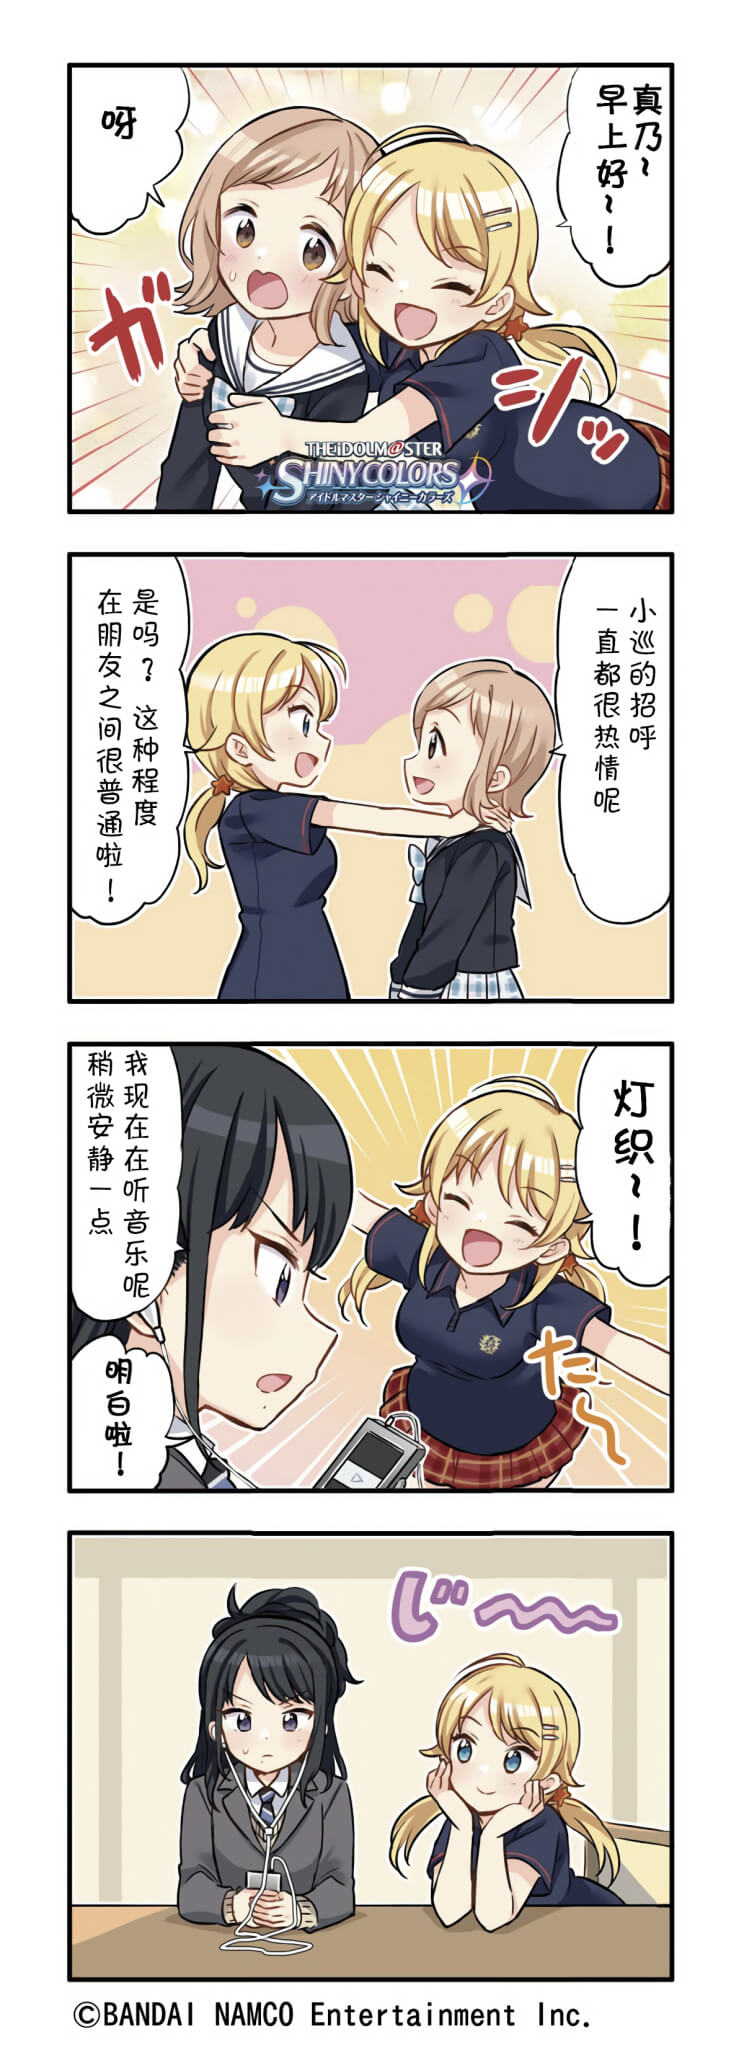 真乃~
早上好~！
呀
ガシッ
THE iDOLM@STER
SHINY COLORS
アイドルマスター シャイニーカラーズ
小巡的招呼
一直都很热情呢
是吗？这种程度
在朋友之间很普通啦！
灯织~！
た~
我现在在听音乐呢
稍微安静一点
明白啦！
じ~~
©BANDAI NAMCO Entertainment Inc.